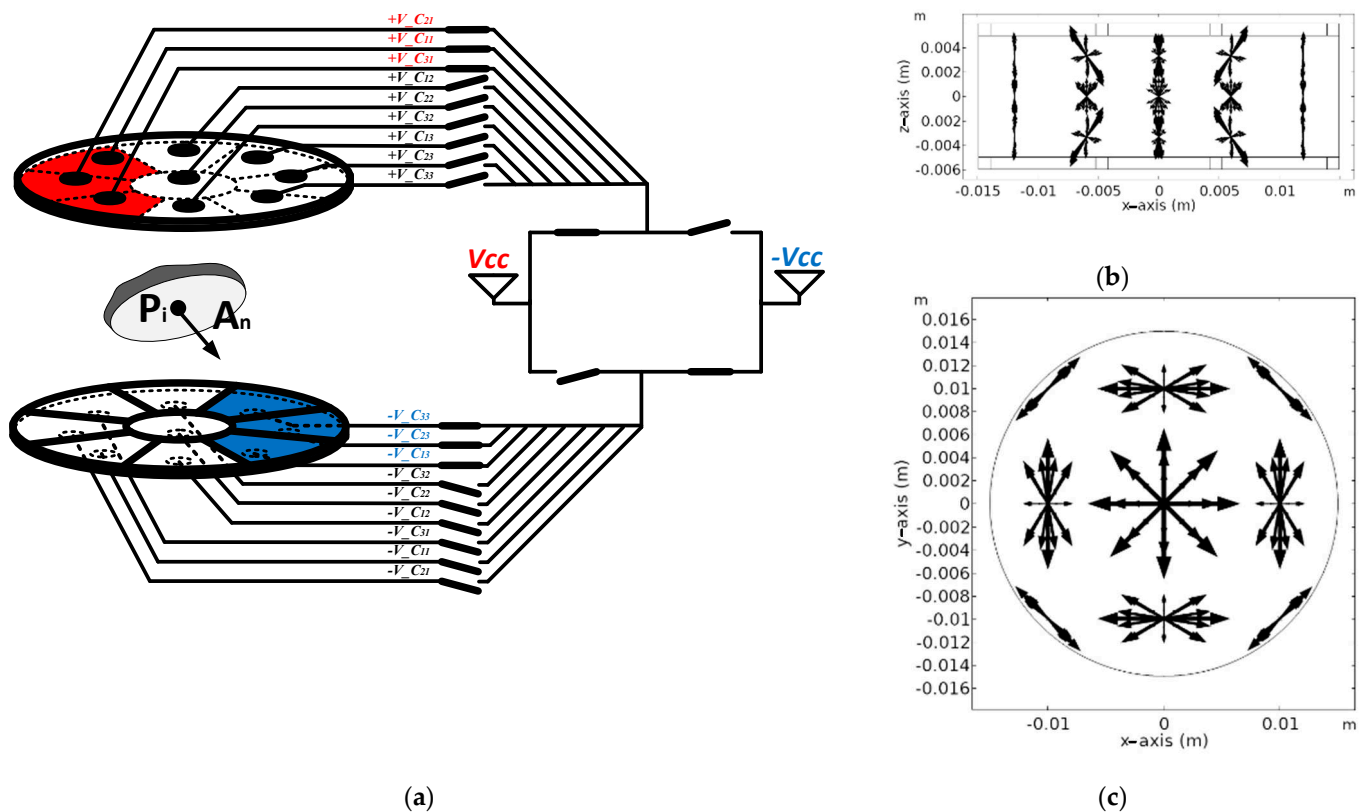 +V_C21
+V_C11
+V_C31
+V_C12
+V_C22
+V_C32
+V_C13
+V_C23
+V_C33
Vcc
-Vcc
Pi
An
-V_C33
-V_C23
-V_C13
-V_C32
-V_C22
-V_C12
-V_C31
-V_C11
-V_C21
(a)
m
0.004
0.002
0
0.002
0.004
-0.006
z-axis (m)
-0.015
-0.01
-0.005
0
0.005
0.01
m
x-axis (m)
(b)
m
0.016
0.014
0.012
0.01
0.008
0.006
0.004
0.002
0
-0.002
-0.004
-0.006
-0.008
-0.01
-0.012
-0.014
-0.016
y-axis (m)
-0.01
0
0.01
m
x-axis (m)
(c)